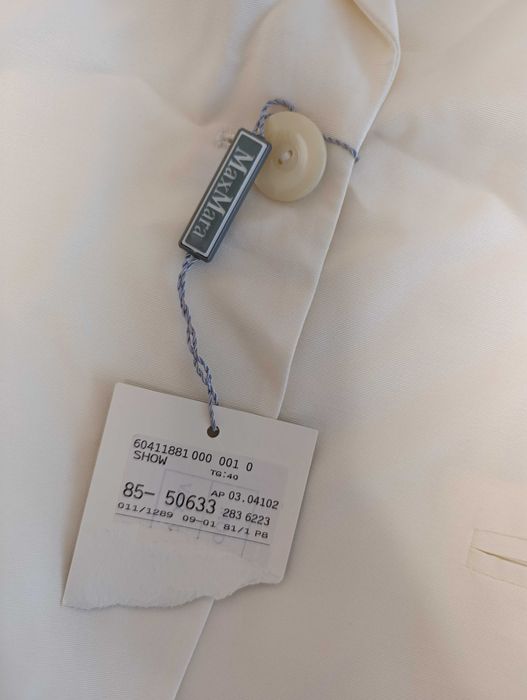 MaxMara
60411881 000 001 0
SHOW
TG:40
AP 03.04102
85- 50633 283 6223
011/1289 09-01 81/1 PB